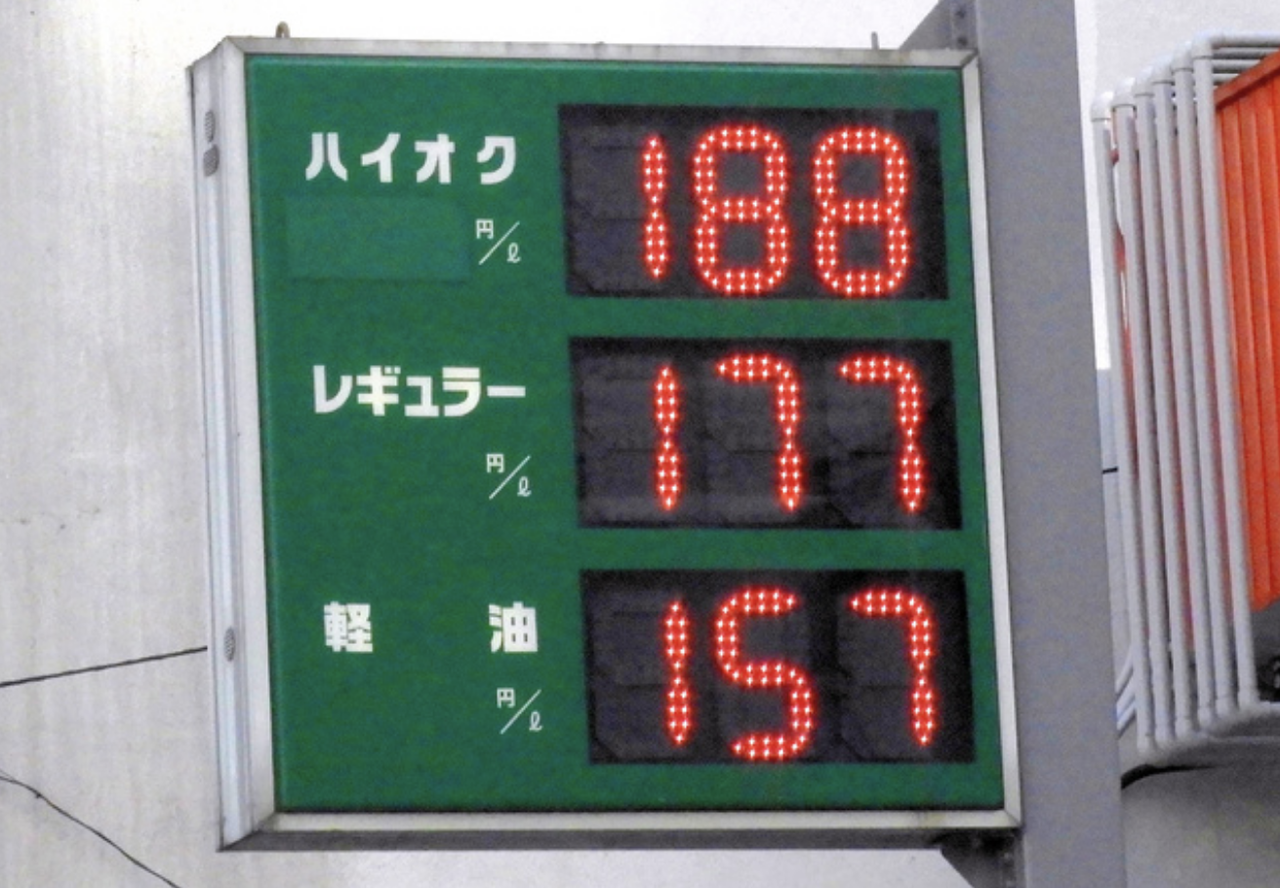 ハイオク 188
円/ℓ
レギュラー 177
円/ℓ
軽油 157
円/ℓ